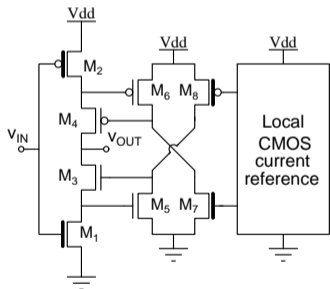 Vdd
Vdd
Vdd
M2
M6
M8
M4
vIN
vOUT
Local
CMOS
current
reference
M3
M5
M7
M1